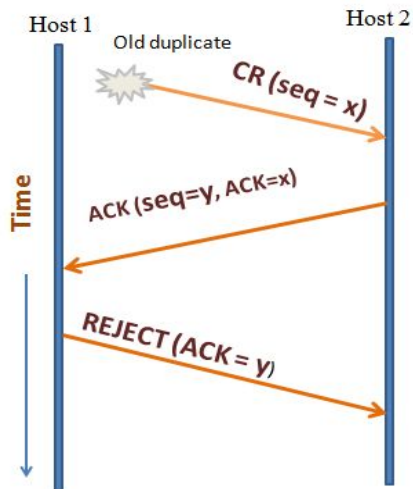 Host 1
Host 2
Old duplicate
CR (seq = x)
ACK (seq=y, ACK=x)
Time
REJECT (ACK = y)